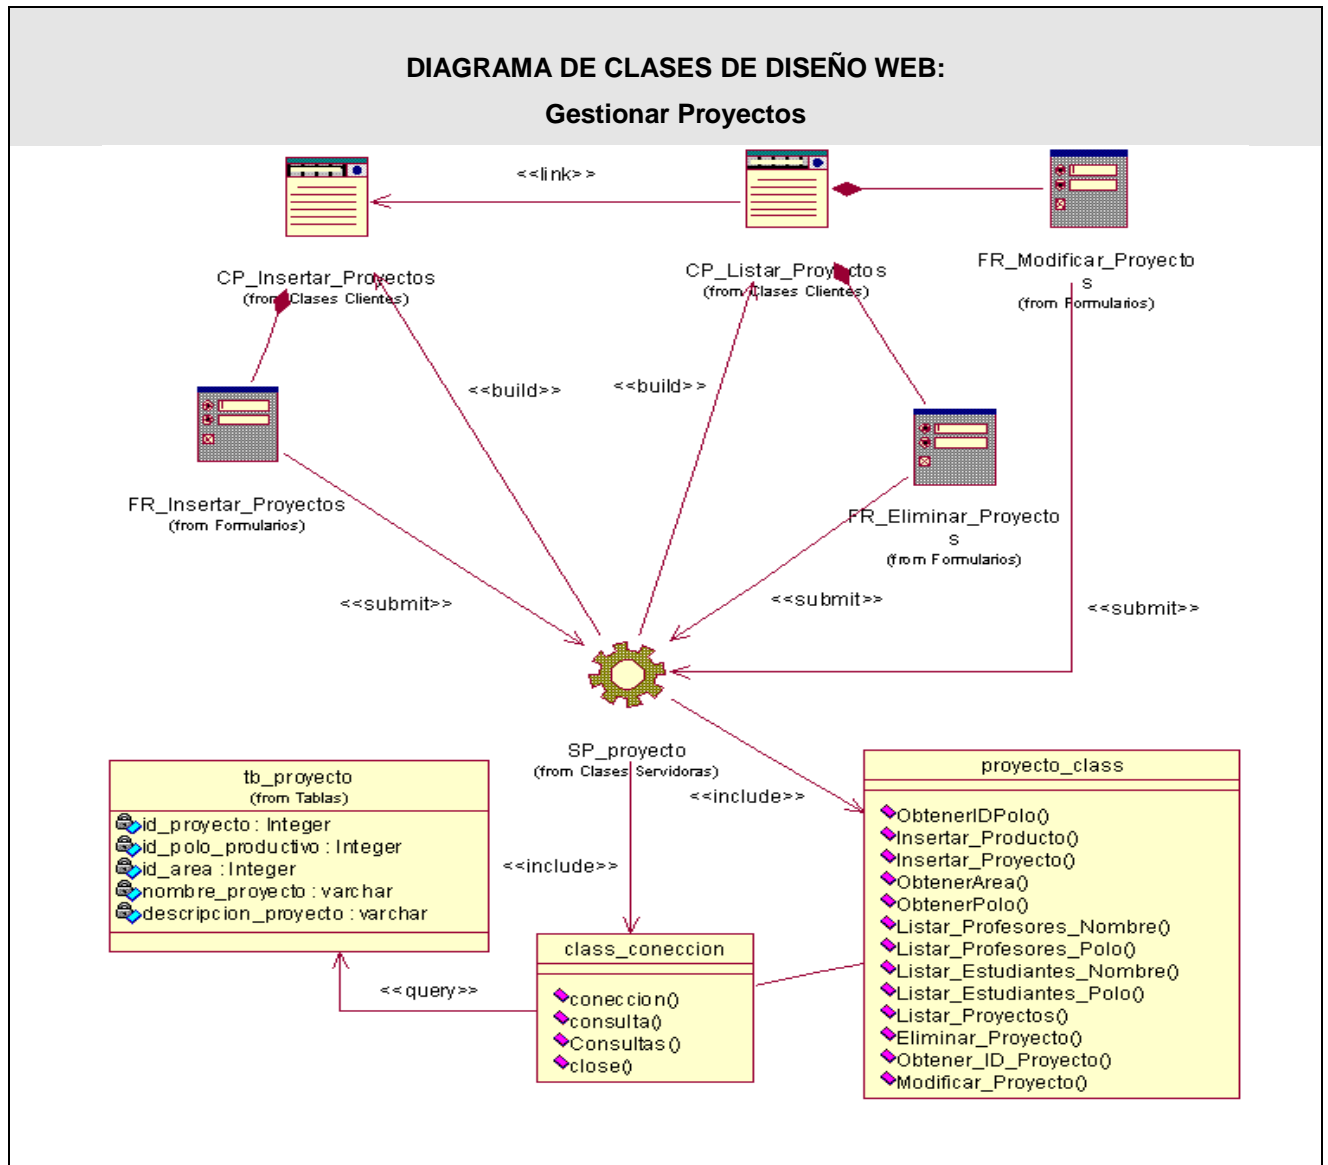 DIAGRAMA DE CLASES DE DISEÑO WEB:
Gestionar Proyectos
<<link>>
CP_Insertar_Proyectos
(from Clases Clientes)
CP_Listar_Proyectos
(from Clases Clientes)
FR_Modificar_Proyecto
s
(from Formularios)
<<build>>
<<build>>
FR_Insertar_Proyectos
(from Formularios)
FR_Eliminar_Proyecto
s
(from Formularios)
<<submit>>
<<submit>>
<<submit>>
SP_proyecto
(from Clases Servidoras)
<<include>>
<<include>>
tb_proyecto
(from Tablas)
id_proyecto : Integer
id_polo_productivo : Integer
id_area : Integer
nombre_proyecto : varchar
descripcion_proyecto : varchar
<<query>>
class_coneccion
coneccion()
consulta()
Consultas()
close()
proyecto_class
ObtenerIDPolo()
Insertar_Producto()
Insertar_Proyecto()
ObtenerArea()
ObtenerPolo()
Listar_Profesores_Nombre()
Listar_Profesores_Polo()
Listar_Estudiantes_Nombre()
Listar_Estudiantes_Polo()
Listar_Proyectos()
Eliminar_Proyecto()
Obtener_ID_Proyecto()
Modificar_Proyecto()